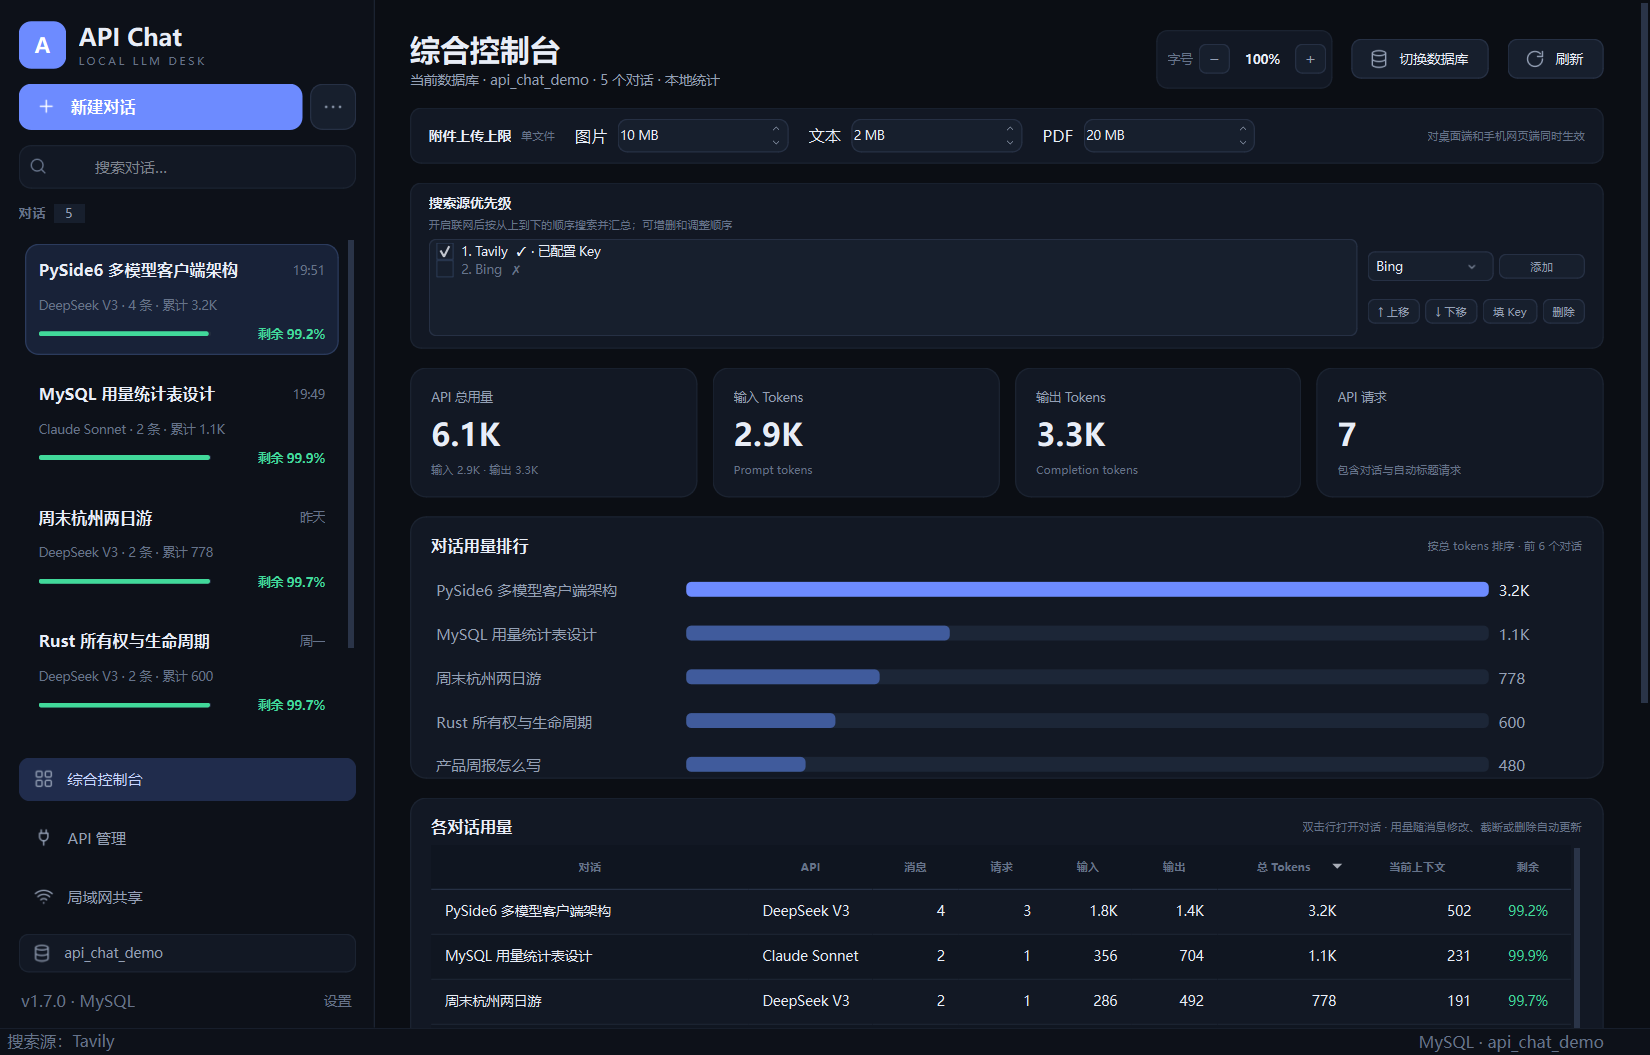 A
API Chat
LOCAL LLM DESK
+ 新建对话
···
搜索对话...
对话 5
PySide6 多模型客户端架构 19:51
DeepSeek V3 · 4 条 · 累计 3.2K
剩余 99.2%
MySQL 用量统计表设计 19:49
Claude Sonnet · 2 条 · 累计 1.1K
剩余 99.9%
周末杭州两日游 昨天
DeepSeek V3 · 2 条 · 累计 778
剩余 99.7%
Rust 所有权与生命周期 周一
DeepSeek V3 · 2 条 · 累计 600
剩余 99.7%
综合控制台
API 管理
局域网共享
api_chat_demo
v1.7.0 · MySQL 设置
综合控制台
当前数据库 · api_chat_demo · 5 个对话 · 本地统计
字号 − 100% +
切换数据库
刷新
附件上传上限 单文件 图片 10 MB 文本 2 MB PDF 20 MB 对桌面端和手机网页端同时生效
搜索源优先级
开启联网后按从上到下的顺序搜索并汇总；可增删和调整顺序
✓ 1. Tavily ✓ · 已配置 Key
2. Bing ✗
Bing 添加
↑ 上移 ↓ 下移 填 Key 删除
API 总用量
6.1K
输入 2.9K · 输出 3.3K
输入 Tokens
2.9K
Prompt tokens
输出 Tokens
3.3K
Completion tokens
API 请求
7
包含对话与自动标题请求
对话用量排行 按总 tokens 排序 · 前 6 个对话
PySide6 多模型客户端架构 3.2K
MySQL 用量统计表设计 1.1K
周末杭州两日游 778
Rust 所有权与生命周期 600
产品周报怎么写 480
各对话用量 双击行打开对话 · 用量随消息修改、截断或删除自动更新
对话 API 消息 请求 输入 输出 总 Tokens 当前上下文 剩余
PySide6 多模型客户端架构 DeepSeek V3 4 3 1.8K 1.4K 3.2K 502 99.2%
MySQL 用量统计表设计 Claude Sonnet 2 1 356 704 1.1K 231 99.9%
周末杭州两日游 DeepSeek V3 2 1 286 492 778 191 99.7%
搜索源：Tavily MySQL · api_chat_demo